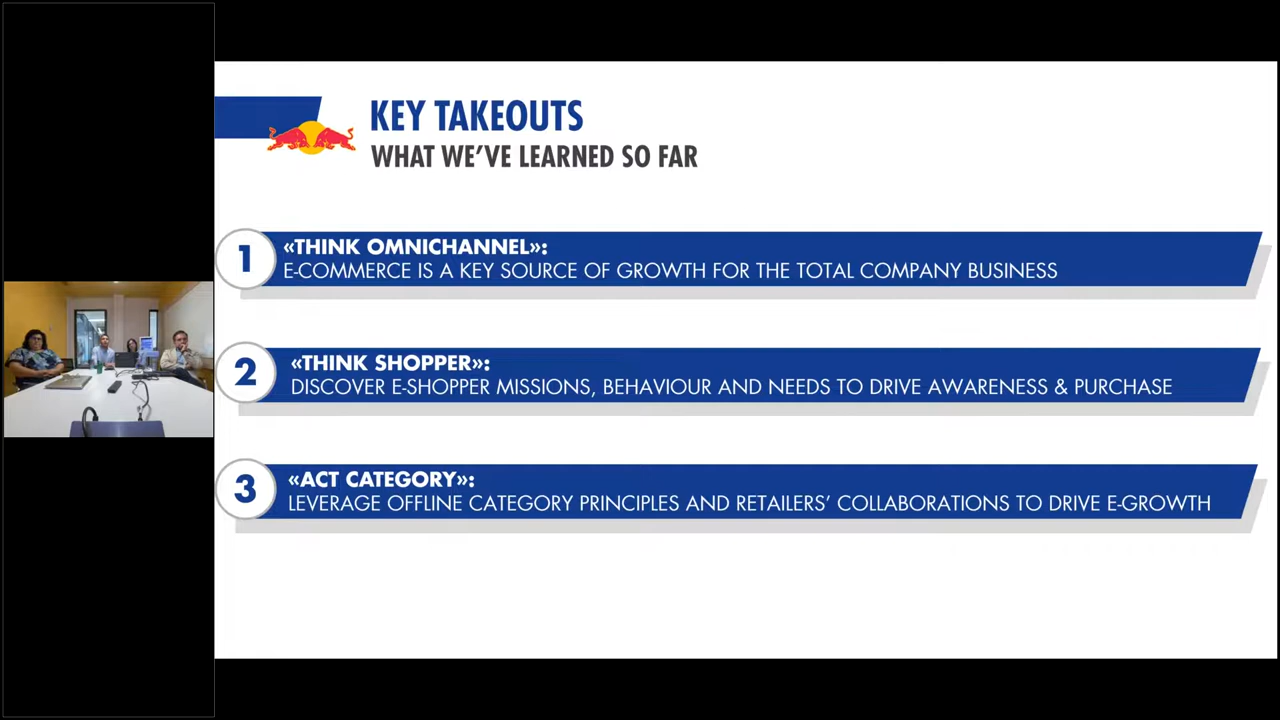 KEY TAKEOUTS
WHAT WE'VE LEARNED SO FAR
1
«THINK OMNICHANNEL»:
E-COMMERCE IS A KEY SOURCE OF GROWTH FOR THE TOTAL COMPANY BUSINESS
2
«THINK SHOPPER»:
DISCOVER E-SHOPPER MISSIONS, BEHAVIOUR AND NEEDS TO DRIVE AWARENESS & PURCHASE
3
«ACT CATEGORY»:
LEVERAGE OFFLINE CATEGORY PRINCIPLES AND RETAILERS' COLLABORATIONS TO DRIVE E-GROWTH